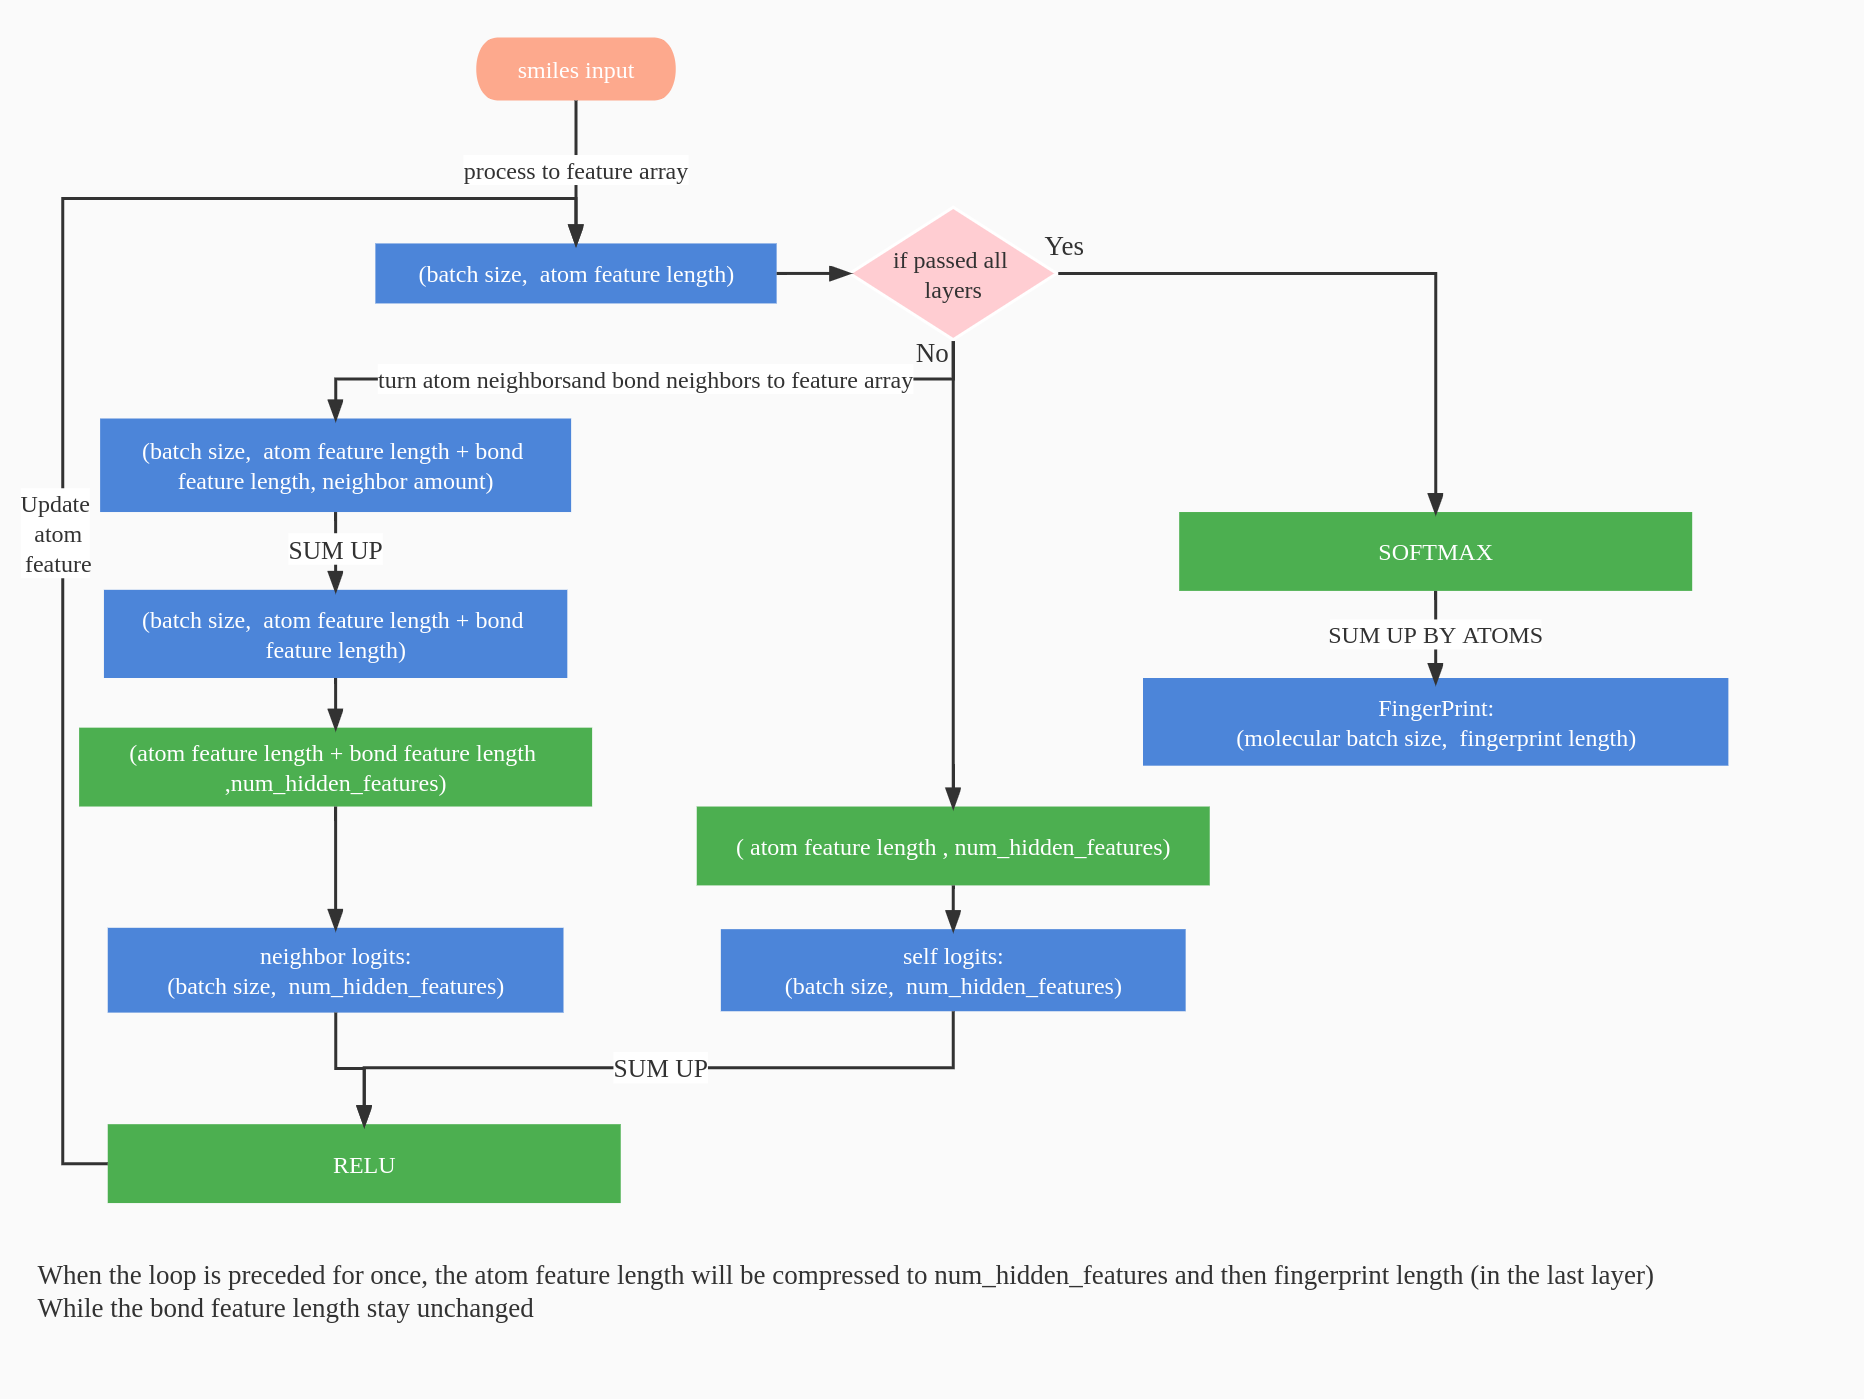 smiles input
process to feature array
(batch size,  atom feature length)
if passed all
layers
Yes
No
turn atom neighborsand bond neighbors to feature array
(batch size,  atom feature length + bond
feature length, neighbor amount)
Update
atom
feature
SUM UP
(batch size,  atom feature length + bond
feature length)
SOFTMAX
SUM UP BY ATOMS
FingerPrint:
(molecular batch size,  fingerprint length)
(atom feature length + bond feature length
,num_hidden_features)
( atom feature length , num_hidden_features)
neighbor logits:
(batch size,  num_hidden_features)
self logits:
(batch size,  num_hidden_features)
SUM UP
RELU
When the loop is preceded for once, the atom feature length will be compressed to num_hidden_features and then fingerprint length (in the last layer)
While the bond feature length stay unchanged